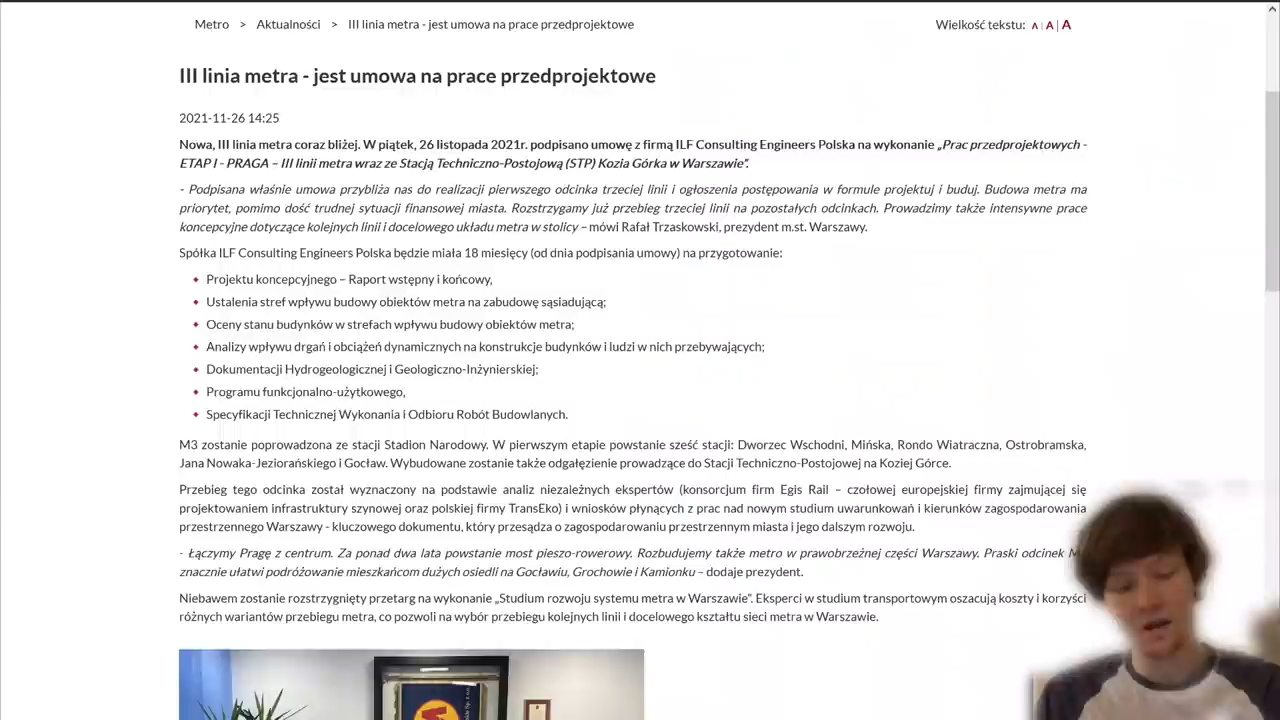 Metro > Aktualności > III linia metra - jest umowa na prace przedprojektowe
Wielkość tekstu: A | A | A
III linia metra - jest umowa na prace przedprojektowe
2021-11-26 14:25
Nowa, III linia metra coraz bliżej. W piątek, 26 listopada 2021r. podpisano umowę z firmą ILF Consulting Engineers Polska na wykonanie „Prac przedprojektowych -
ETAP I - PRAGA – III linii metra wraz ze Stacją Techniczno-Postojową (STP) Kozia Górka w Warszawie”.
- Podpisana właśnie umowa przybliża nas do realizacji pierwszego odcinka trzeciej linii i ogłoszenia postępowania w formule projektuj i buduj. Budowa metra ma
priorytet, pomimo dość trudnej sytuacji finansowej miasta. Rozstrzygamy już przebieg trzeciej linii na pozostałych odcinkach. Prowadzimy także intensywne prace
koncepcyjne dotyczące kolejnych linii i docelowego układu metra w stolicy – mówi Rafał Trzaskowski, prezydent m.st. Warszawy.
Spółka ILF Consulting Engineers Polska będzie miała 18 miesięcy (od dnia podpisania umowy) na przygotowanie:
Projektu koncepcyjnego – Raport wstępny i końcowy,
Ustalenia stref wpływu budowy obiektów metra na zabudowę sąsiadującą;
Oceny stanu budynków w strefach wpływu budowy obiektów metra;
Analizy wpływu drgań i obciążeń dynamicznych na konstrukcje budynków i ludzi w nich przebywających;
Dokumentacji Hydrogeologicznej i Geologiczno-Inżynierskiej;
Programu funkcjonalno-użytkowego,
Specyfikacji Technicznej Wykonania i Odbioru Robót Budowlanych.
M3 zostanie poprowadzona ze stacji Stadion Narodowy. W pierwszym etapie powstanie sześć stacji: Dworzec Wschodni, Mińska, Rondo Wiatraczna, Ostrobramska,
Jana Nowaka-Jeziorańskiego i Gocław. Wybudowane zostanie także odgałęzienie prowadzące do Stacji Techniczno-Postojowej na Koziej Górce.
Przebieg tego odcinka został wyznaczony na podstawie analiz niezależnych ekspertów (konsorcjum firm Egis Rail – czołowej europejskiej firmy zajmującej się
projektowaniem infrastruktury szynowej oraz polskiej firmy TransEko) i wniosków płynących z prac nad nowym studium uwarunkowań i kierunków zagospodarowania
przestrzennego Warszawy - kluczowego dokumentu, który przesądza o zagospodarowaniu przestrzennym miasta i jego dalszym rozwoju.
- Łączymy Pragę z centrum. Za ponad dwa lata powstanie most pieszo-rowerowy. Rozbudujemy także metro w prawobrzeżnej części Warszawy. Praski odcinek
znacznie ułatwi podróżowanie mieszkańcom dużych osiedli na Gocławiu, Grochowie i Kamionku – dodaje prezydent.
Niebawem zostanie rozstrzygnięty przetarg na wykonanie „Studium rozwoju systemu metra w Warszawie”. Eksperci w studium transportowym oszacują koszty i korzyści
różnych wariantów przebiegu metra, co pozwoli na wybór przebiegu kolejnych linii i docelowego kształtu sieci metra w Warszawie.